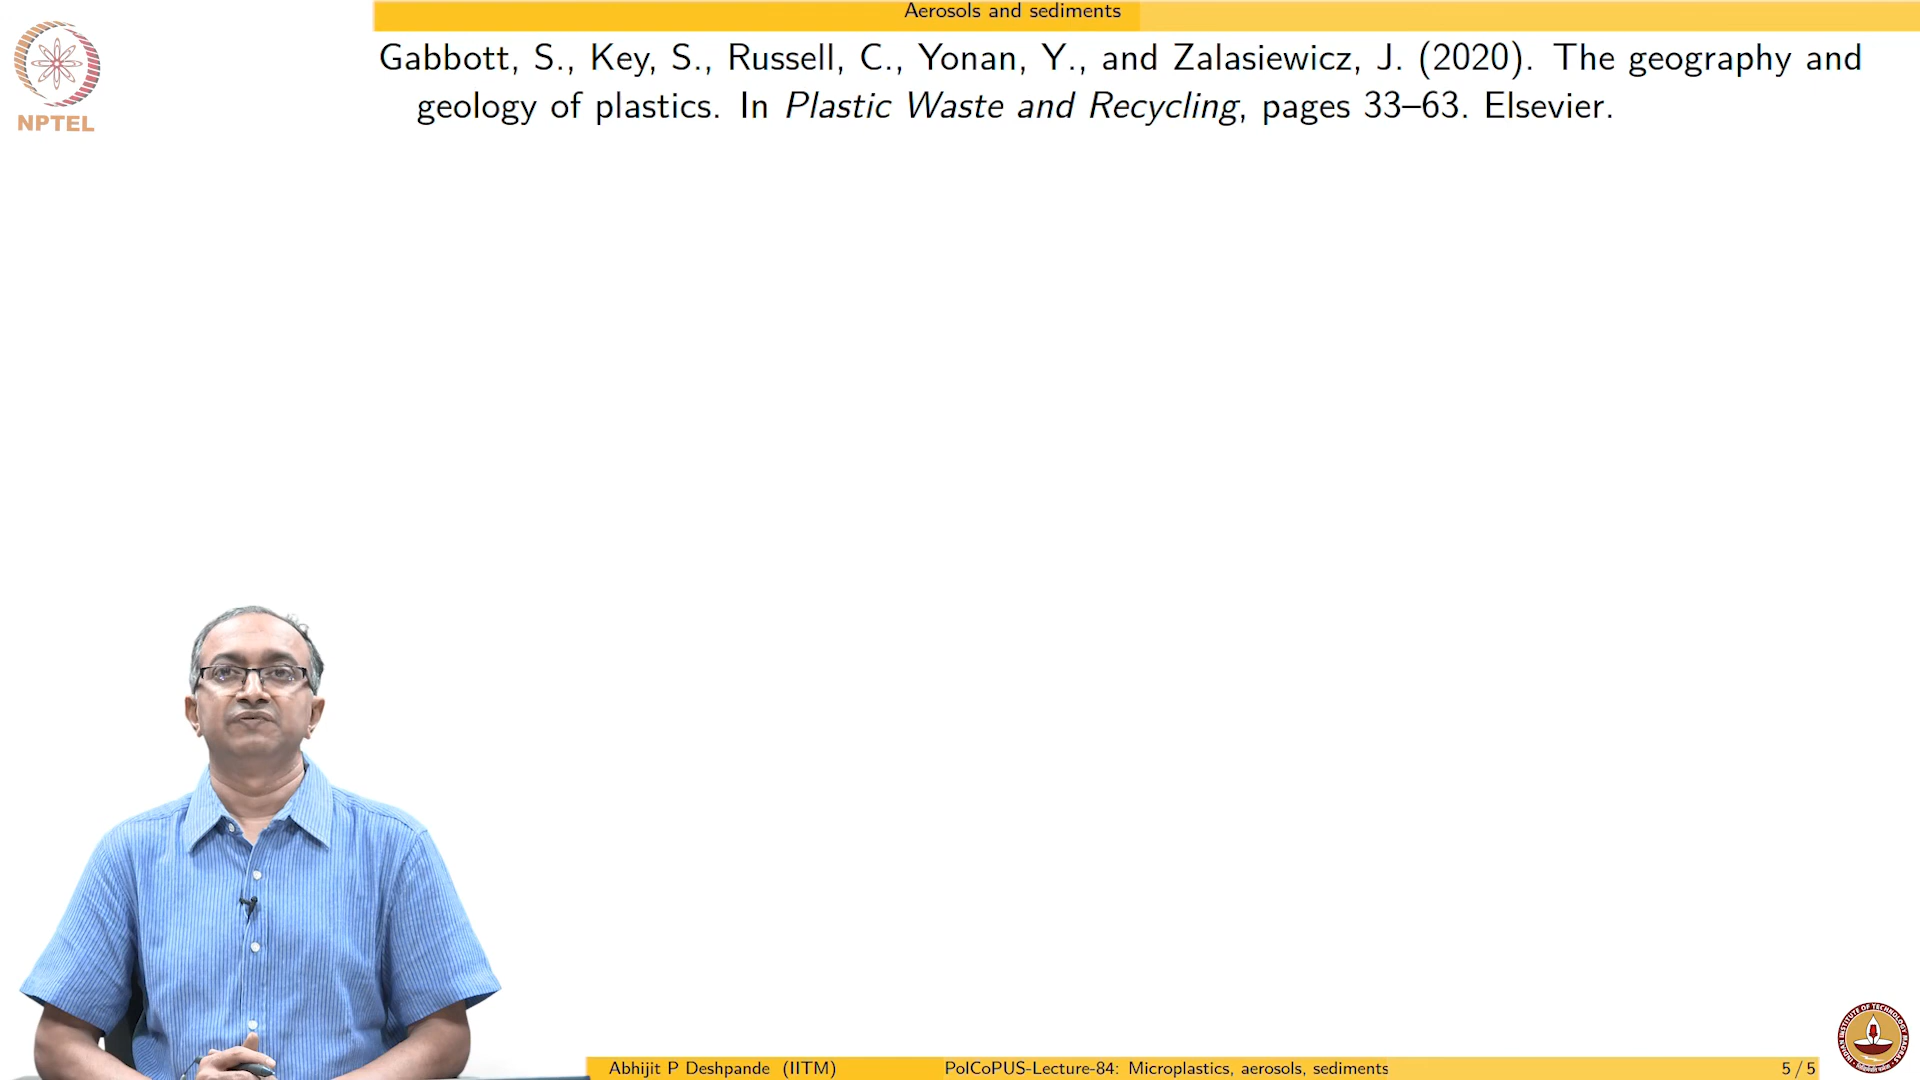 Aerosols and sediments
NPTEL
Gabbott, S., Key, S., Russell, C., Yonan, Y., and Zalasiewicz, J. (2020). The geography and
geology of plastics. In Plastic Waste and Recycling, pages 33–63. Elsevier.
Abhijit P Deshpande (IITM) PolCoPUS-Lecture-84: Microplastics, aerosols, sediments 5 / 5